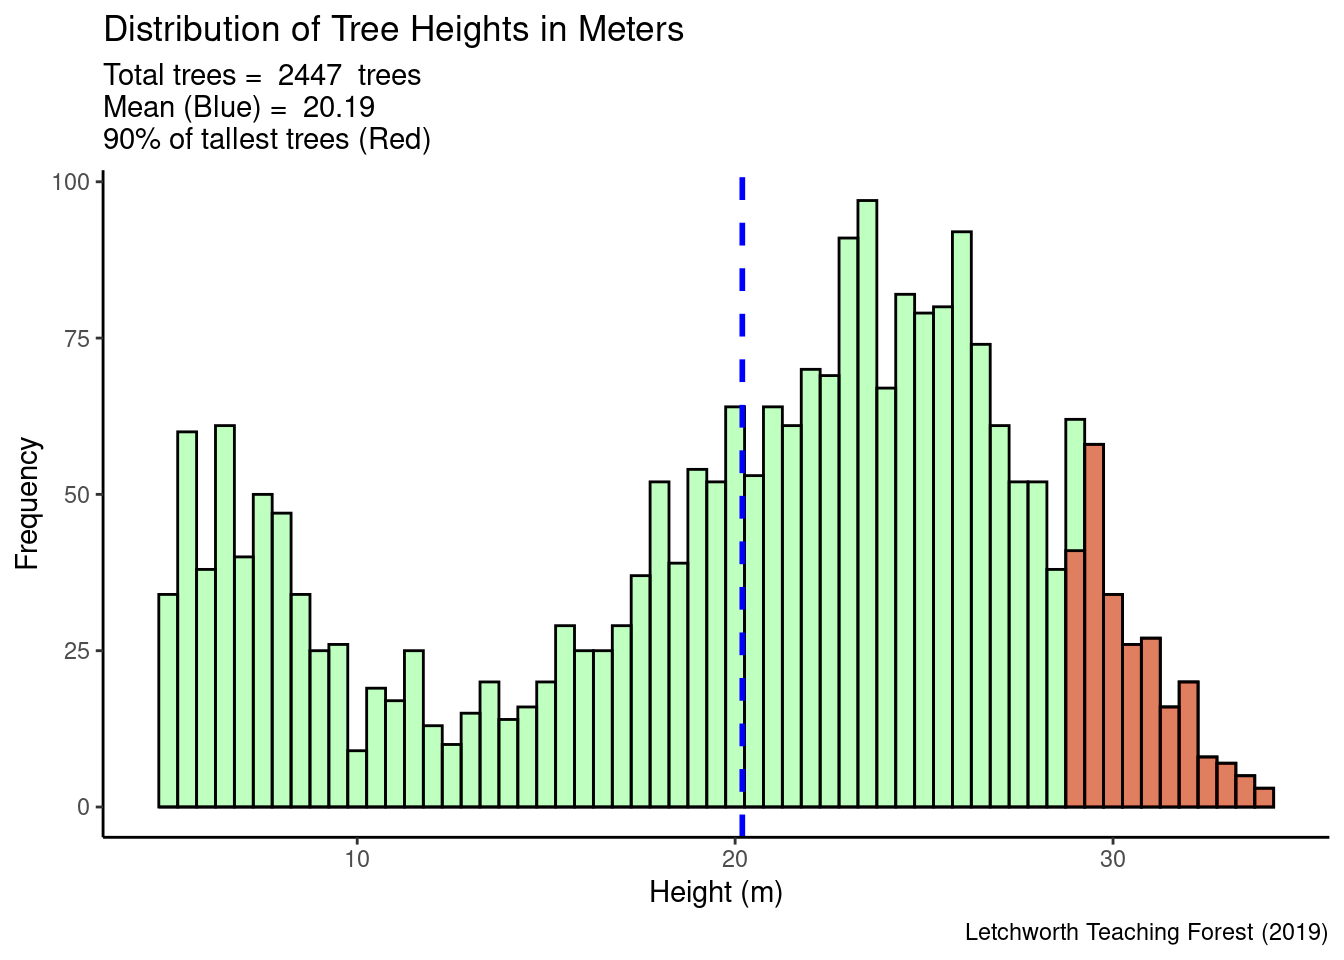 Distribution of Tree Heights in Meters
Total trees =  2447  trees
Mean (Blue) =  20.19
90% of tallest trees (Red)
100
75
50
25
0
Frequency
10
20
30
Height (m)
Letchworth Teaching Forest (2019)